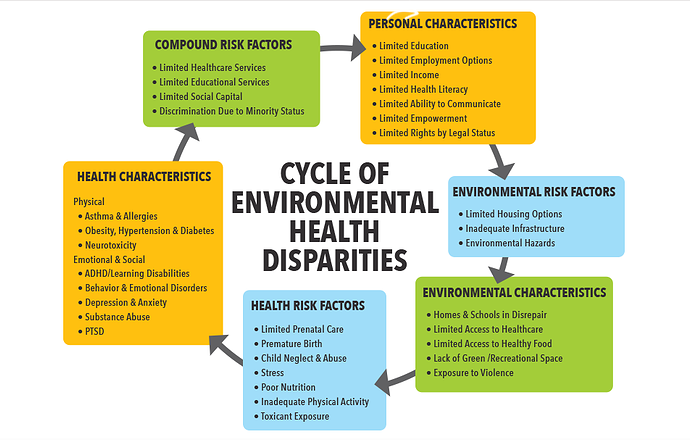 COMPOUND RISK FACTORS
• Limited Healthcare Services
• Limited Educational Services
• Limited Social Capital
• Discrimination Due to Minority Status
PERSONAL CHARACTERISTICS
• Limited Education
• Limited Employment Options
• Limited Income
• Limited Health Literacy
• Limited Ability to Communicate
• Limited Empowerment
• Limited Rights by Legal Status
HEALTH CHARACTERISTICS
Physical
• Asthma & Allergies
• Obesity, Hypertension & Diabetes
• Neurotoxicity
Emotional & Social
• ADHD/Learning Disabilities
• Behavior & Emotional Disorders
• Depression & Anxiety
• Substance Abuse
• PTSD
CYCLE OF
ENVIRONMENTAL
HEALTH
DISPARITIES
ENVIRONMENTAL RISK FACTORS
• Limited Housing Options
• Inadequate Infrastructure
• Environmental Hazards
ENVIRONMENTAL CHARACTERISTICS
• Homes & Schools in Disrepair
• Limited Access to Healthcare
• Limited Access to Healthy Food
• Lack of Green /Recreational Space
• Exposure to Violence
HEALTH RISK FACTORS
• Limited Prenatal Care
• Premature Birth
• Child Neglect & Abuse
• Stress
• Poor Nutrition
• Inadequate Physical Activity
• Toxicant Exposure